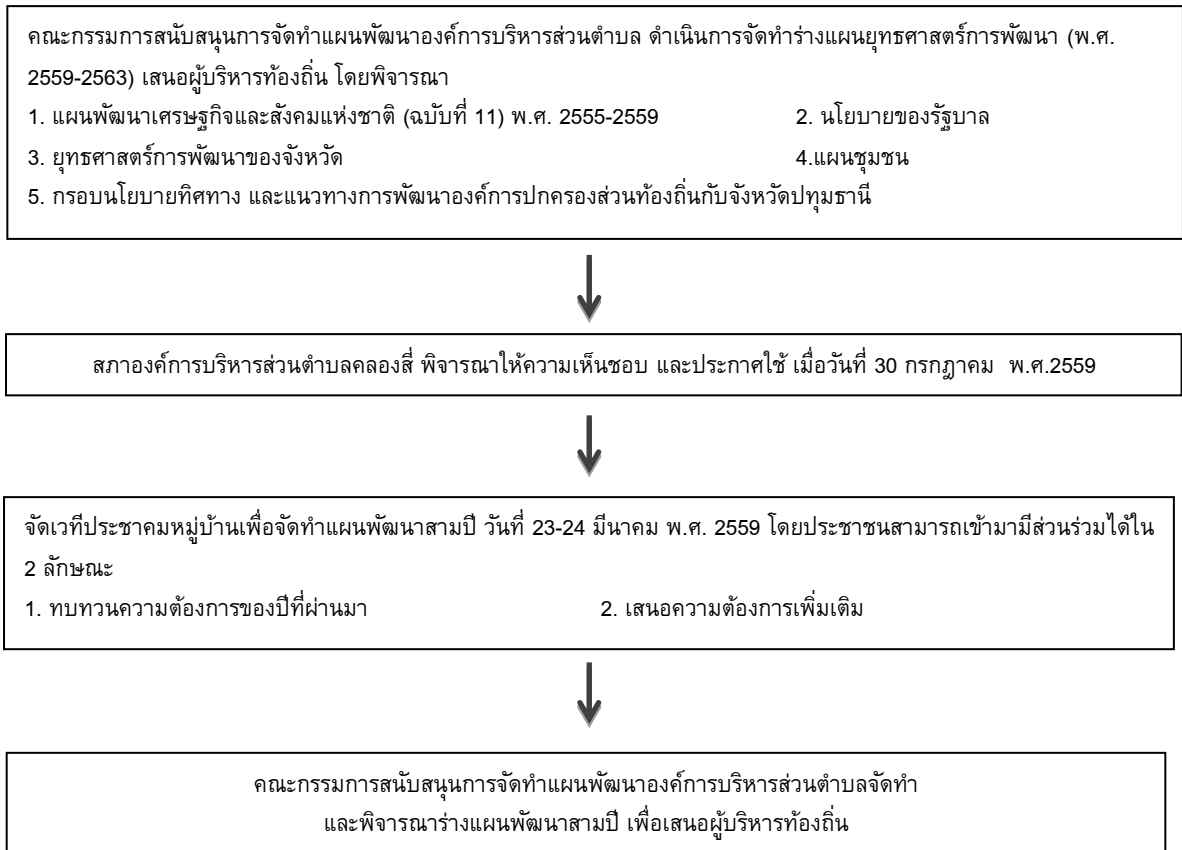 คณะกรรมการสนับสนุนการจัดทำแผนพัฒนาองค์การบริหารส่วนตำบล ดำเนินการจัดทำร่างแผนยุทธศาสตร์การพัฒนา (พ.ศ.
2559-2563) เสนอผู้บริหารท้องถิ่น โดยพิจารณา
1. แผนพัฒนาเศรษฐกิจและสังคมแห่งชาติ (ฉบับที่ 11) พ.ศ. 2555-2559 2. นโยบายของรัฐบาล
3. ยุทธศาสตร์การพัฒนาของจังหวัด 4.แผนชุมชน
5. กรอบนโยบายทิศทาง และแนวทางการพัฒนาองค์การปกครองส่วนท้องถิ่นกับจังหวัดปทุมธานี
สภาองค์การบริหารส่วนตำบลคลองสี่ พิจารณาให้ความเห็นชอบ และประกาศใช้ เมื่อวันที่ 30 กรกฎาคม พ.ศ.2559
จัดเวทีประชาคมหมู่บ้านเพื่อจัดทำแผนพัฒนาสามปี วันที่ 23-24 มีนาคม พ.ศ. 2559 โดยประชาชนสามารถเข้ามามีส่วนร่วมได้ใน
2 ลักษณะ
1. ทบทวนความต้องการของปีที่ผ่านมา 2. เสนอความต้องการเพิ่มเติม
คณะกรรมการสนับสนุนการจัดทำแผนพัฒนาองค์การบริหารส่วนตำบลจัดทำ
และพิจารณาร่างแผนพัฒนาสามปี เพื่อเสนอผู้บริหารท้องถิ่น